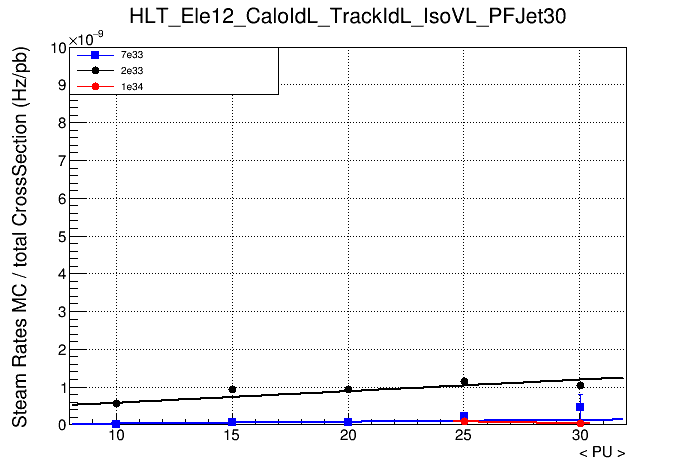 HLT_Ele12_CaloIdL_TrackIdL_IsoVL_PFJet30
×10⁻⁹
7e33
2e33
1e34
Steam Rates MC / total CrossSection (Hz/pb)
10
9
8
7
6
5
4
3
2
1
0
10 15 20 25 30
< PU >